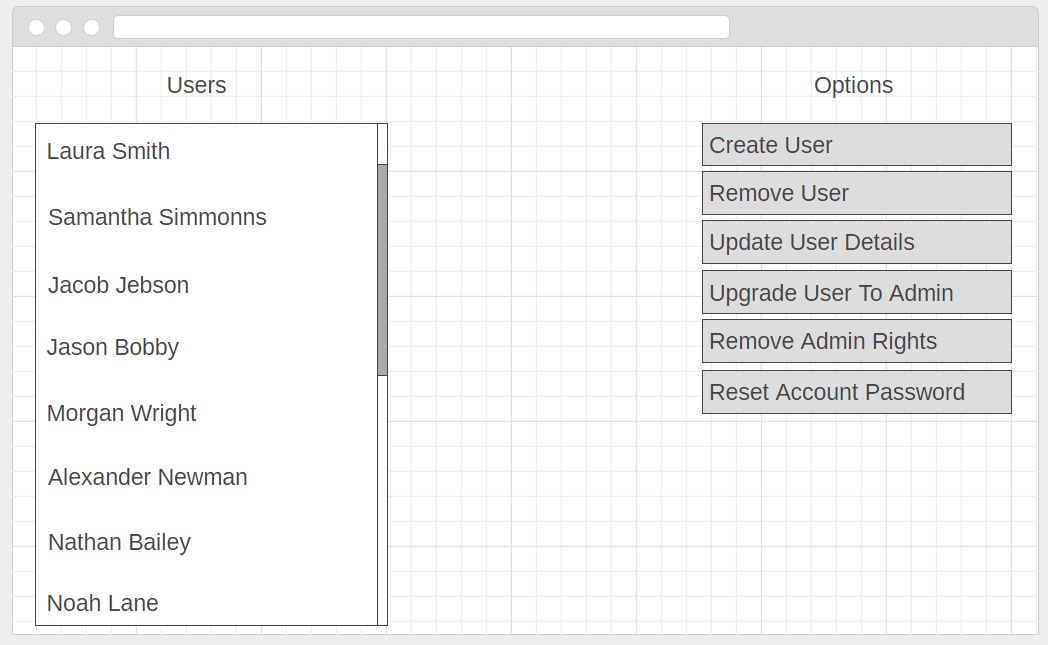 Users
Laura Smith
Samantha Simmonns
Jacob Jebson
Jason Bobby
Morgan Wright
Alexander Newman
Nathan Bailey
Noah Lane
Options
Create User
Remove User
Update User Details
Upgrade User To Admin
Remove Admin Rights
Reset Account Password